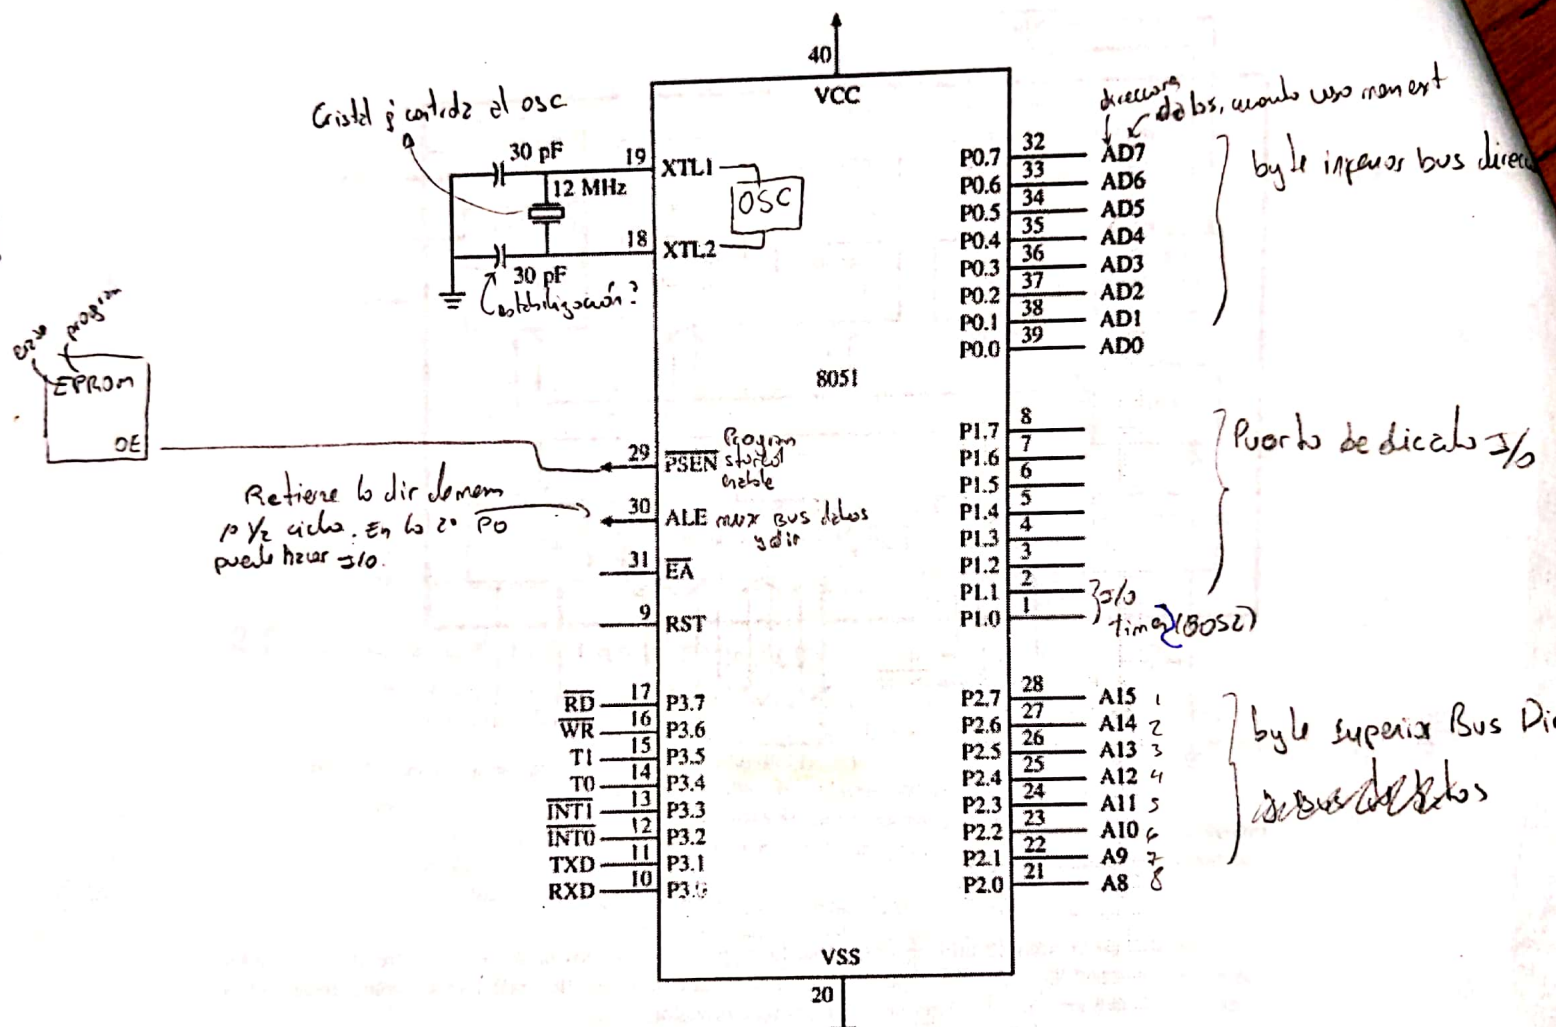 40
VCC
Cristal q controla el osc
30 pF
19
XTL1
12 MHz
OSC
18
XTL2
30 pF
estabilización?
direcciones
datos, cuando uso mem ext
P0.7 32 AD7
P0.6 33 AD6
P0.5 34 AD5
P0.4 35 AD4
P0.3 36 AD3
P0.2 37 AD2
P0.1 38 AD1
P0.0 39 AD0
byte inferior bus direc
8051
program
EPROM
OE
29 PSEN
Program
enable
30 ALE mux Bus datos
y dir
Retiene la dir de mem
p 1/2 ciclo. En la 2º P0
puede hacer I/O.
31 EA
9 RST
P1.7 8
P1.6 7
P1.5 6
P1.4 5
P1.3 4
P1.2 3
P1.1 2
P1.0 1
Puerto dedicado I/O
I/O
timer (8052)
RD 17 P3.7
WR 16 P3.6
T1 15 P3.5
T0 14 P3.4
INT1 13 P3.3
INT0 12 P3.2
TXD 11 P3.1
RXD 10 P3.0
P2.7 28 A15 1
P2.6 27 A14 2
P2.5 26 A13 3
P2.4 25 A12 4
P2.3 24 A11 5
P2.2 23 A10 6
P2.1 22 A9 7
P2.0 21 A8 8
byte superior Bus Di
VSS
20